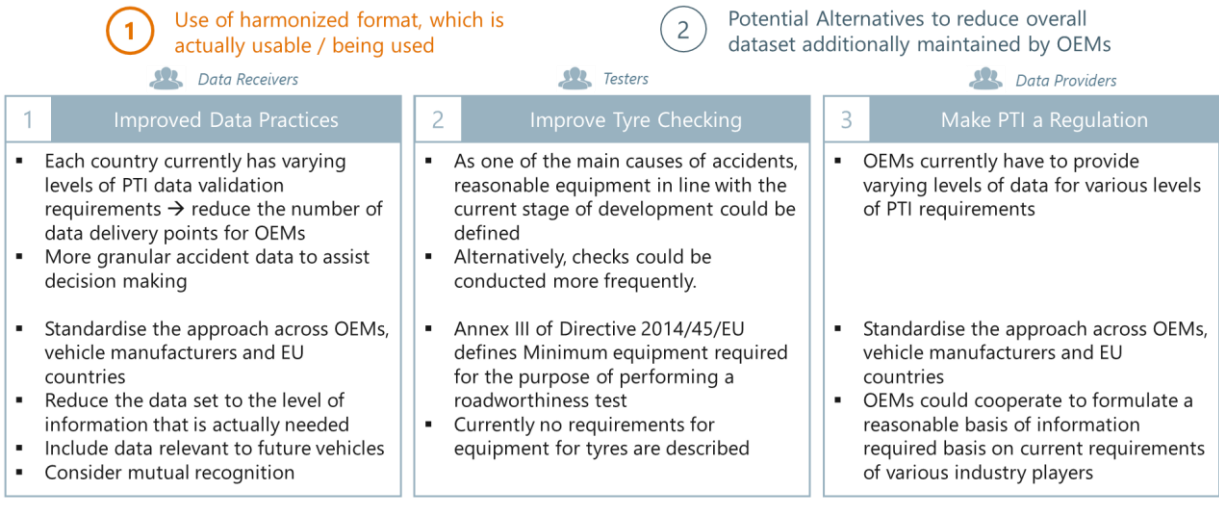 1
Use of harmonized format, which is
actually usable / being used
2
Potential Alternatives to reduce overall
dataset additionally maintained by OEMs
Data Receivers
1
Improved Data Practices
▪ Each country currently has varying
levels of PTI data validation
requirements → reduce the number of
data delivery points for OEMs
▪ More granular accident data to assist
decision making
▪ Standardise the approach across OEMs,
vehicle manufacturers and EU
countries
▪ Reduce the data set to the level of
information that is actually needed
▪ Include data relevant to future vehicles
▪ Consider mutual recognition
Testers
2
Improve Tyre Checking
▪ As one of the main causes of accidents,
reasonable equipment in line with the
current stage of development could be
defined
▪ Alternatively, checks could be
conducted more frequently.
▪ Annex III of Directive 2014/45/EU
defines Minimum equipment required
for the purpose of performing a
roadworthiness test
▪ Currently no requirements for
equipment for tyres are described
Data Providers
3
Make PTI a Regulation
▪ OEMs currently have to provide
varying levels of data for various levels
of PTI requirements
▪ Standardise the approach across OEMs,
vehicle manufacturers and EU
countries
▪ OEMs could cooperate to formulate a
reasonable basis of information
required basis on current requirements
of various industry players